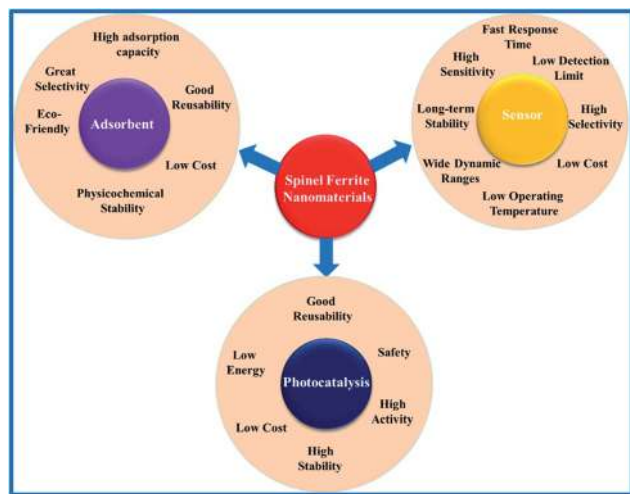 High adsorption
capacity
Great
Selectivity
Good
Reusability
Eco-
Friendly
Adsorbent
Low Cost
Physicochemical
Stability
Fast Response
Time
High
Sensitivity
Low Detection
Limit
Long-term
Stability
Sensor
High
Selectivity
Wide Dynamic
Ranges
Low Cost
Low Operating
Temperature
Spinel Ferrite
Nanomaterials
Good
Reusability
Low
Energy
Safety
Photocatalysis
High
Activity
Low Cost
High
Stability